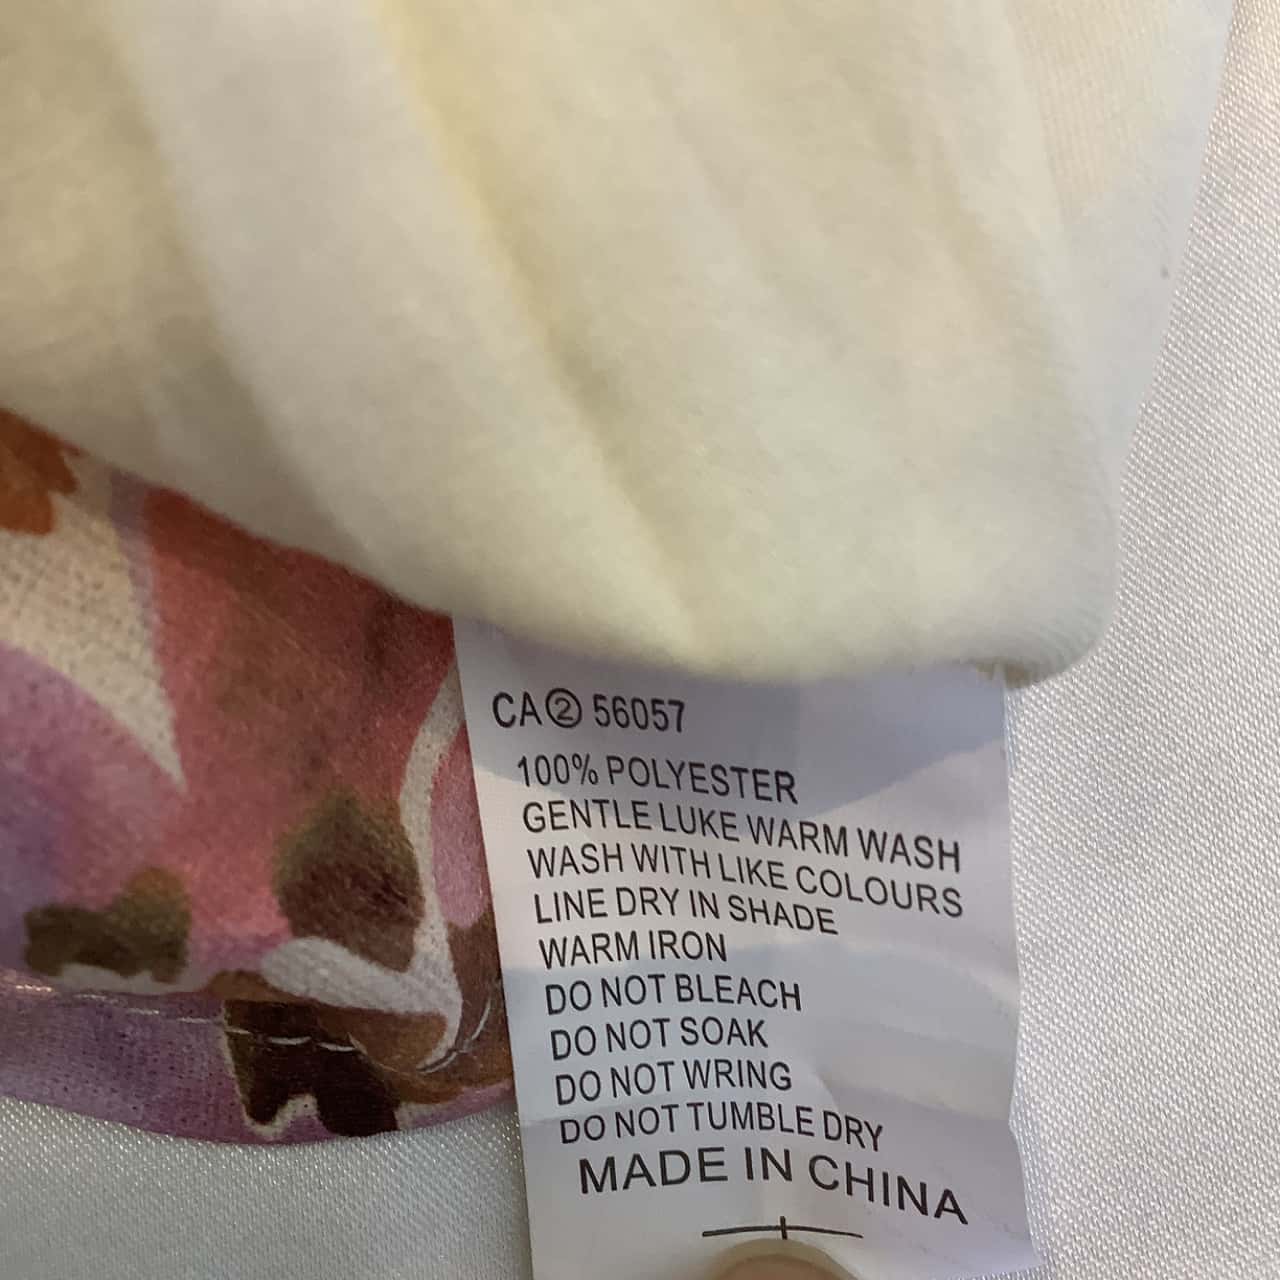 CA② 56057
100% POLYESTER
GENTLE LUKE WARM WASH
WASH WITH LIKE COLOURS
LINE DRY IN SHADE
WARM IRON
DO NOT BLEACH
DO NOT SOAK
DO NOT WRING
DO NOT TUMBLE DRY
MADE IN CHINA